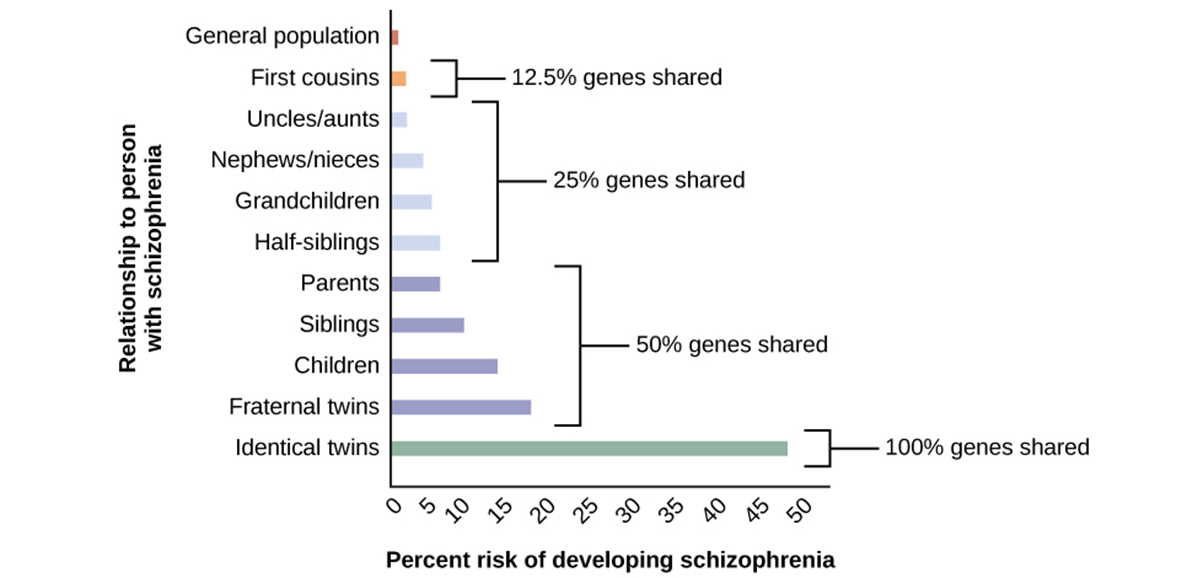 General population
First cousins
12.5% genes shared
Uncles/aunts
Nephews/nieces
25% genes shared
Grandchildren
Half-siblings
Relationship to person
with schizophrenia
Parents
Siblings
50% genes shared
Children
Fraternal twins
Identical twins
100% genes shared
0 5 10 15 20 25 30 35 40 45 50
Percent risk of developing schizophrenia